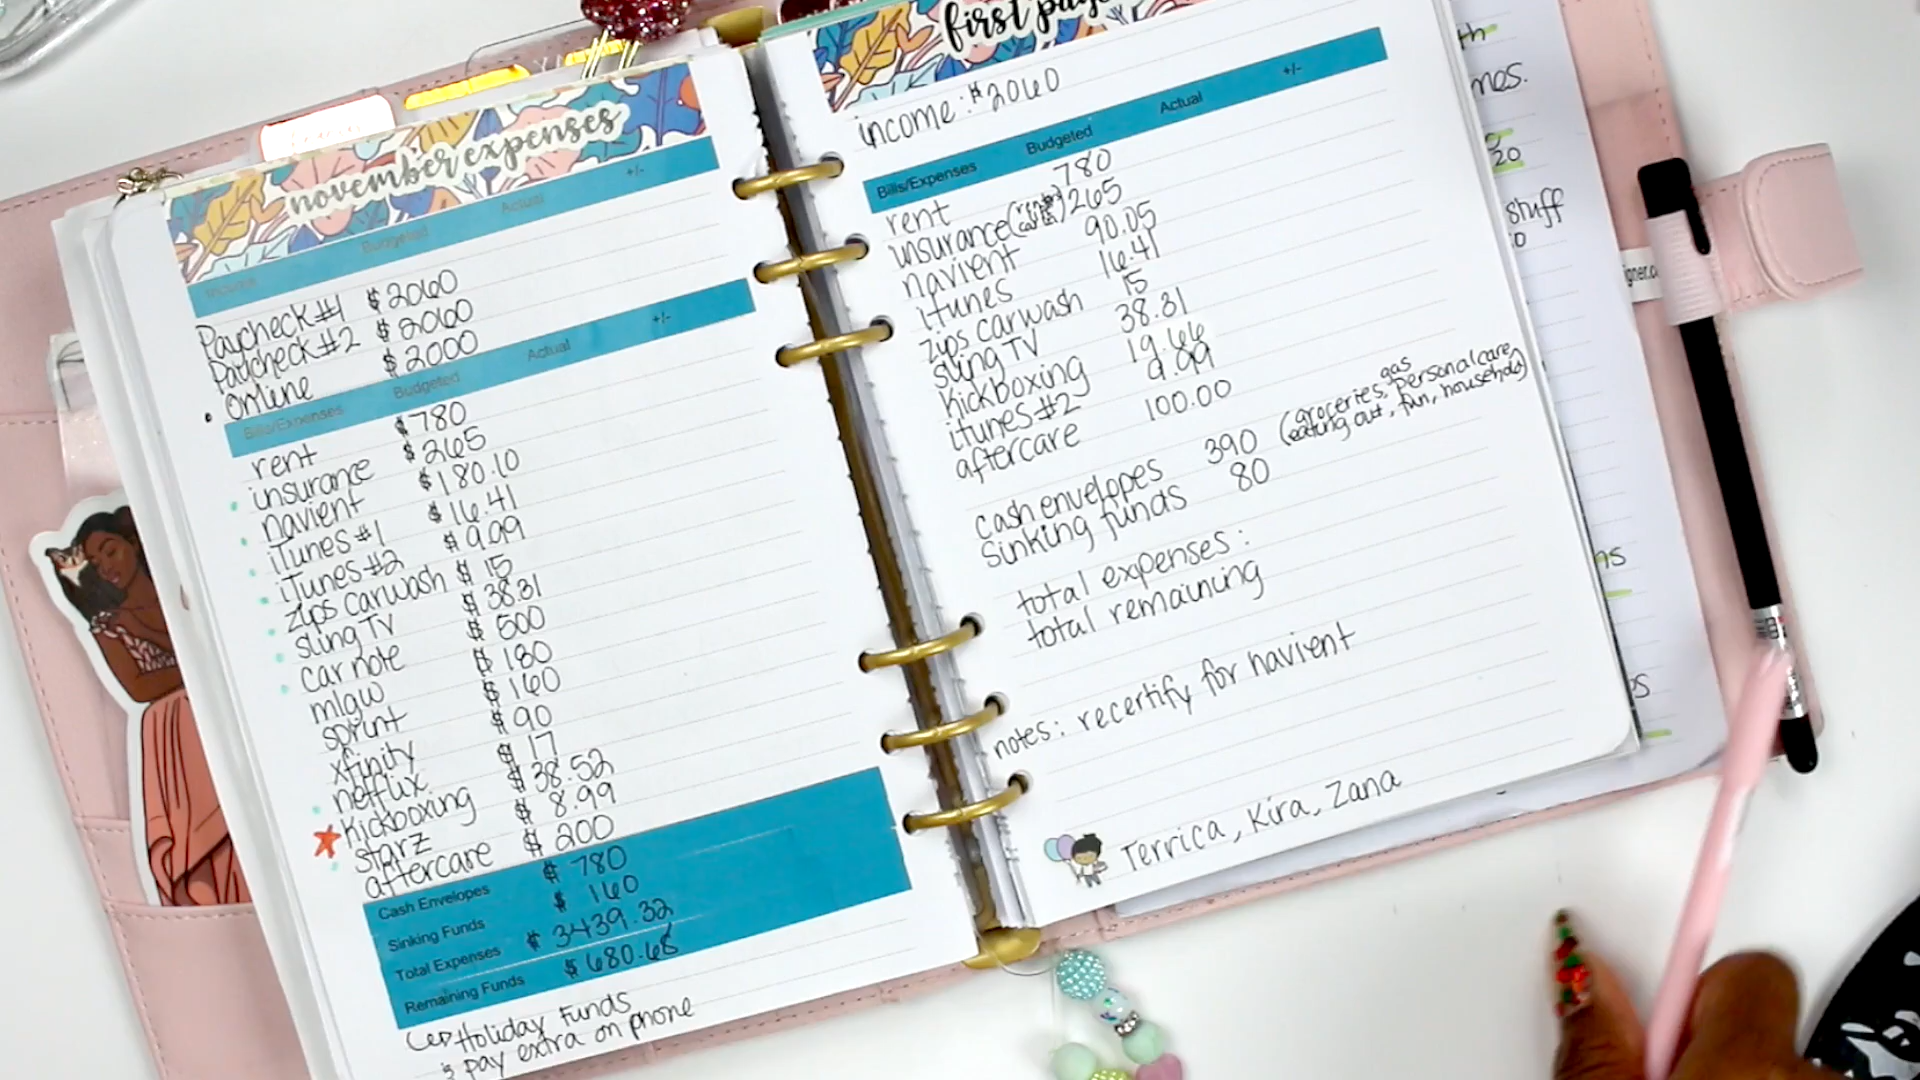 november expenses
Income Budgeted Actual +/-
Paycheck #1 $2060
Paycheck #2 $2060
• online $2000
Bills/Expenses Budgeted Actual +/-
rent $780
insurance $265
navient $180.10
iTunes #1 $16.41
iTunes #2 $9.99
zips carwash $15
sling TV $38.31
car note $500
mlgw $180
sprint $160
xfinity $90
netflix $17
kickboxing $38.52
starz $8.99
aftercare $200
Cash Envelopes $780
Sinking Funds $160
Total Expenses $3439.32
Remaining Funds $680.68
Holiday Funds
pay extra on phone
first
income: $2060
Bills/Expenses Budgeted Actual +/-
rent 780
insurance 265
navient 90.05
itunes 16.41
zips carwash 15
sling TV 38.31
kickboxing 19.66
itunes #2 9.99
aftercare 100.00
cash envelopes 390 (groceries, gas, personal care,
eating out, fun, household)
sinking funds 80
total expenses:
total remaining
notes: recertify for navient
Terrica, Kira, Zana
stuff
20